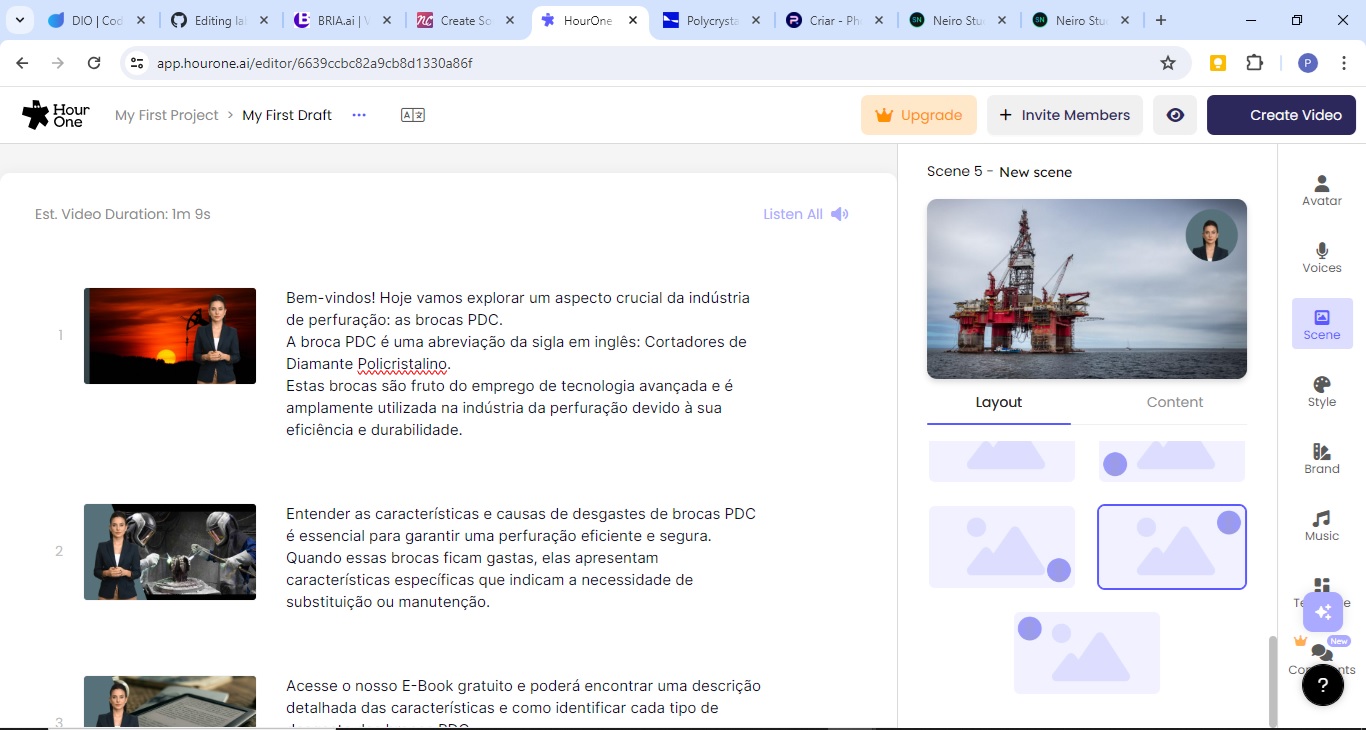 DIO | Cod
Editing la
BRIA.ai | V
Create So
HourOne
Polycrysta
Criar - Ph
Neiro Stu
Neiro Stu
app.hourone.ai/editor/6639ccbc82a9cb8d1330a86f
P
Hour
One
My First Project > My First Draft
Upgrade
+ Invite Members
Create Video
Est. Video Duration: 1m 9s
Listen All
1
Bem-vindos! Hoje vamos explorar um aspecto crucial da indústria
de perfuração: as brocas PDC.
A broca PDC é uma abreviação da sigla em inglês: Cortadores de
Diamante Policristalino.
Estas brocas são fruto do emprego de tecnologia avançada e é
amplamente utilizada na indústria da perfuração devido à sua
eficiência e durabilidade.
2
Entender as características e causas de desgastes de brocas PDC
é essencial para garantir uma perfuração eficiente e segura.
Quando essas brocas ficam gastas, elas apresentam
características específicas que indicam a necessidade de
substituição ou manutenção.
3
Acesse o nosso E-Book gratuito e poderá encontrar uma descrição
detalhada das características e como identificar cada tipo de
Scene 5 - New scene
Layout
Content
Avatar
Voices
Scene
Style
Brand
Music
New
?